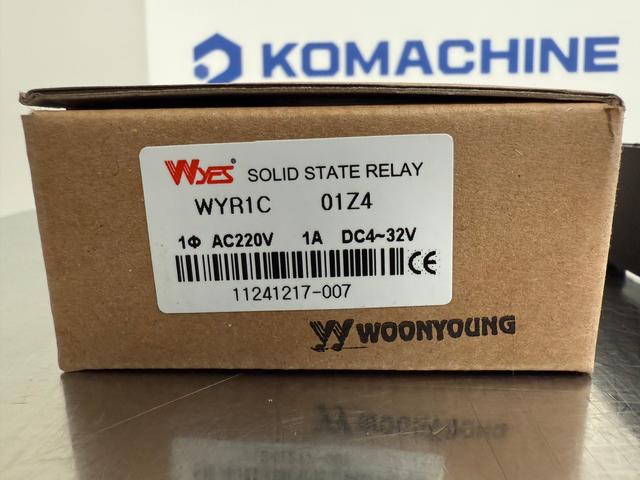 KOMACHINE
Wyes® SOLID STATE RELAY
WYR1C 01Z4
1Φ AC220V 1A DC4~32V
CE
11241217-007
WOONYOUNG